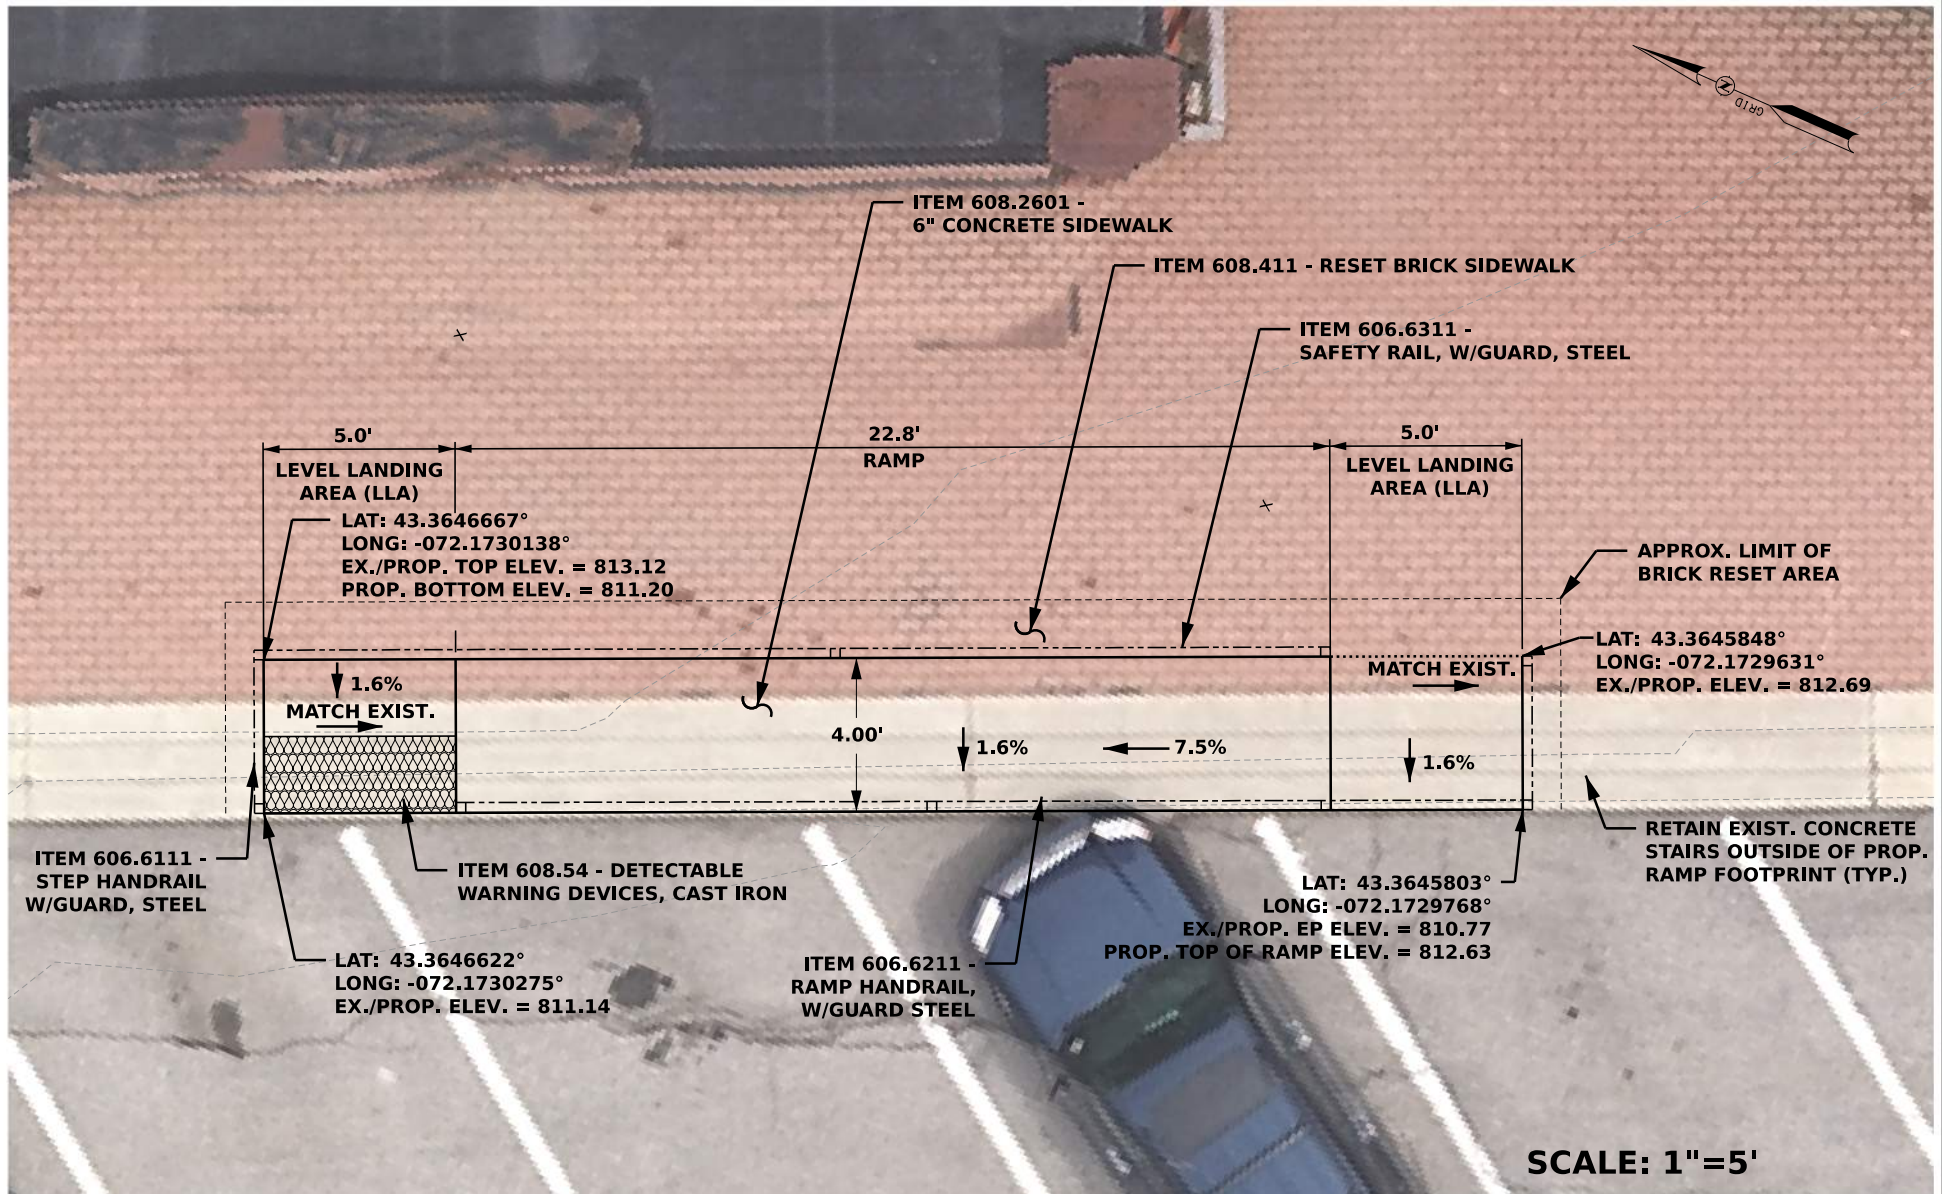 N
GRID
ITEM 608.2601 -
6" CONCRETE SIDEWALK
ITEM 608.411 - RESET BRICK SIDEWALK
ITEM 606.6311 -
SAFETY RAIL, W/GUARD, STEEL
5.0'
22.8'
RAMP
5.0'
LEVEL LANDING
AREA (LLA)
LEVEL LANDING
AREA (LLA)
LAT: 43.3646667°
LONG: -072.1730138°
EX./PROP. TOP ELEV. = 813.12
PROP. BOTTOM ELEV. = 811.20
APPROX. LIMIT OF
BRICK RESET AREA
LAT: 43.3645848°
LONG: -072.1729631°
EX./PROP. ELEV. = 812.69
MATCH EXIST.
1.6%
MATCH EXIST.
4.00'
1.6%
7.5%
1.6%
ITEM 606.6111 -
STEP HANDRAIL
W/GUARD, STEEL
ITEM 608.54 - DETECTABLE
WARNING DEVICES, CAST IRON
RETAIN EXIST. CONCRETE
STAIRS OUTSIDE OF PROP.
RAMP FOOTPRINT (TYP.)
LAT: 43.3645803°
LONG: -072.1729768°
EX./PROP. EP ELEV. = 810.77
PROP. TOP OF RAMP ELEV. = 812.63
LAT: 43.3646622°
LONG: -072.1730275°
EX./PROP. ELEV. = 811.14
ITEM 606.6211 -
RAMP HANDRAIL,
W/GUARD STEEL
SCALE: 1"=5'